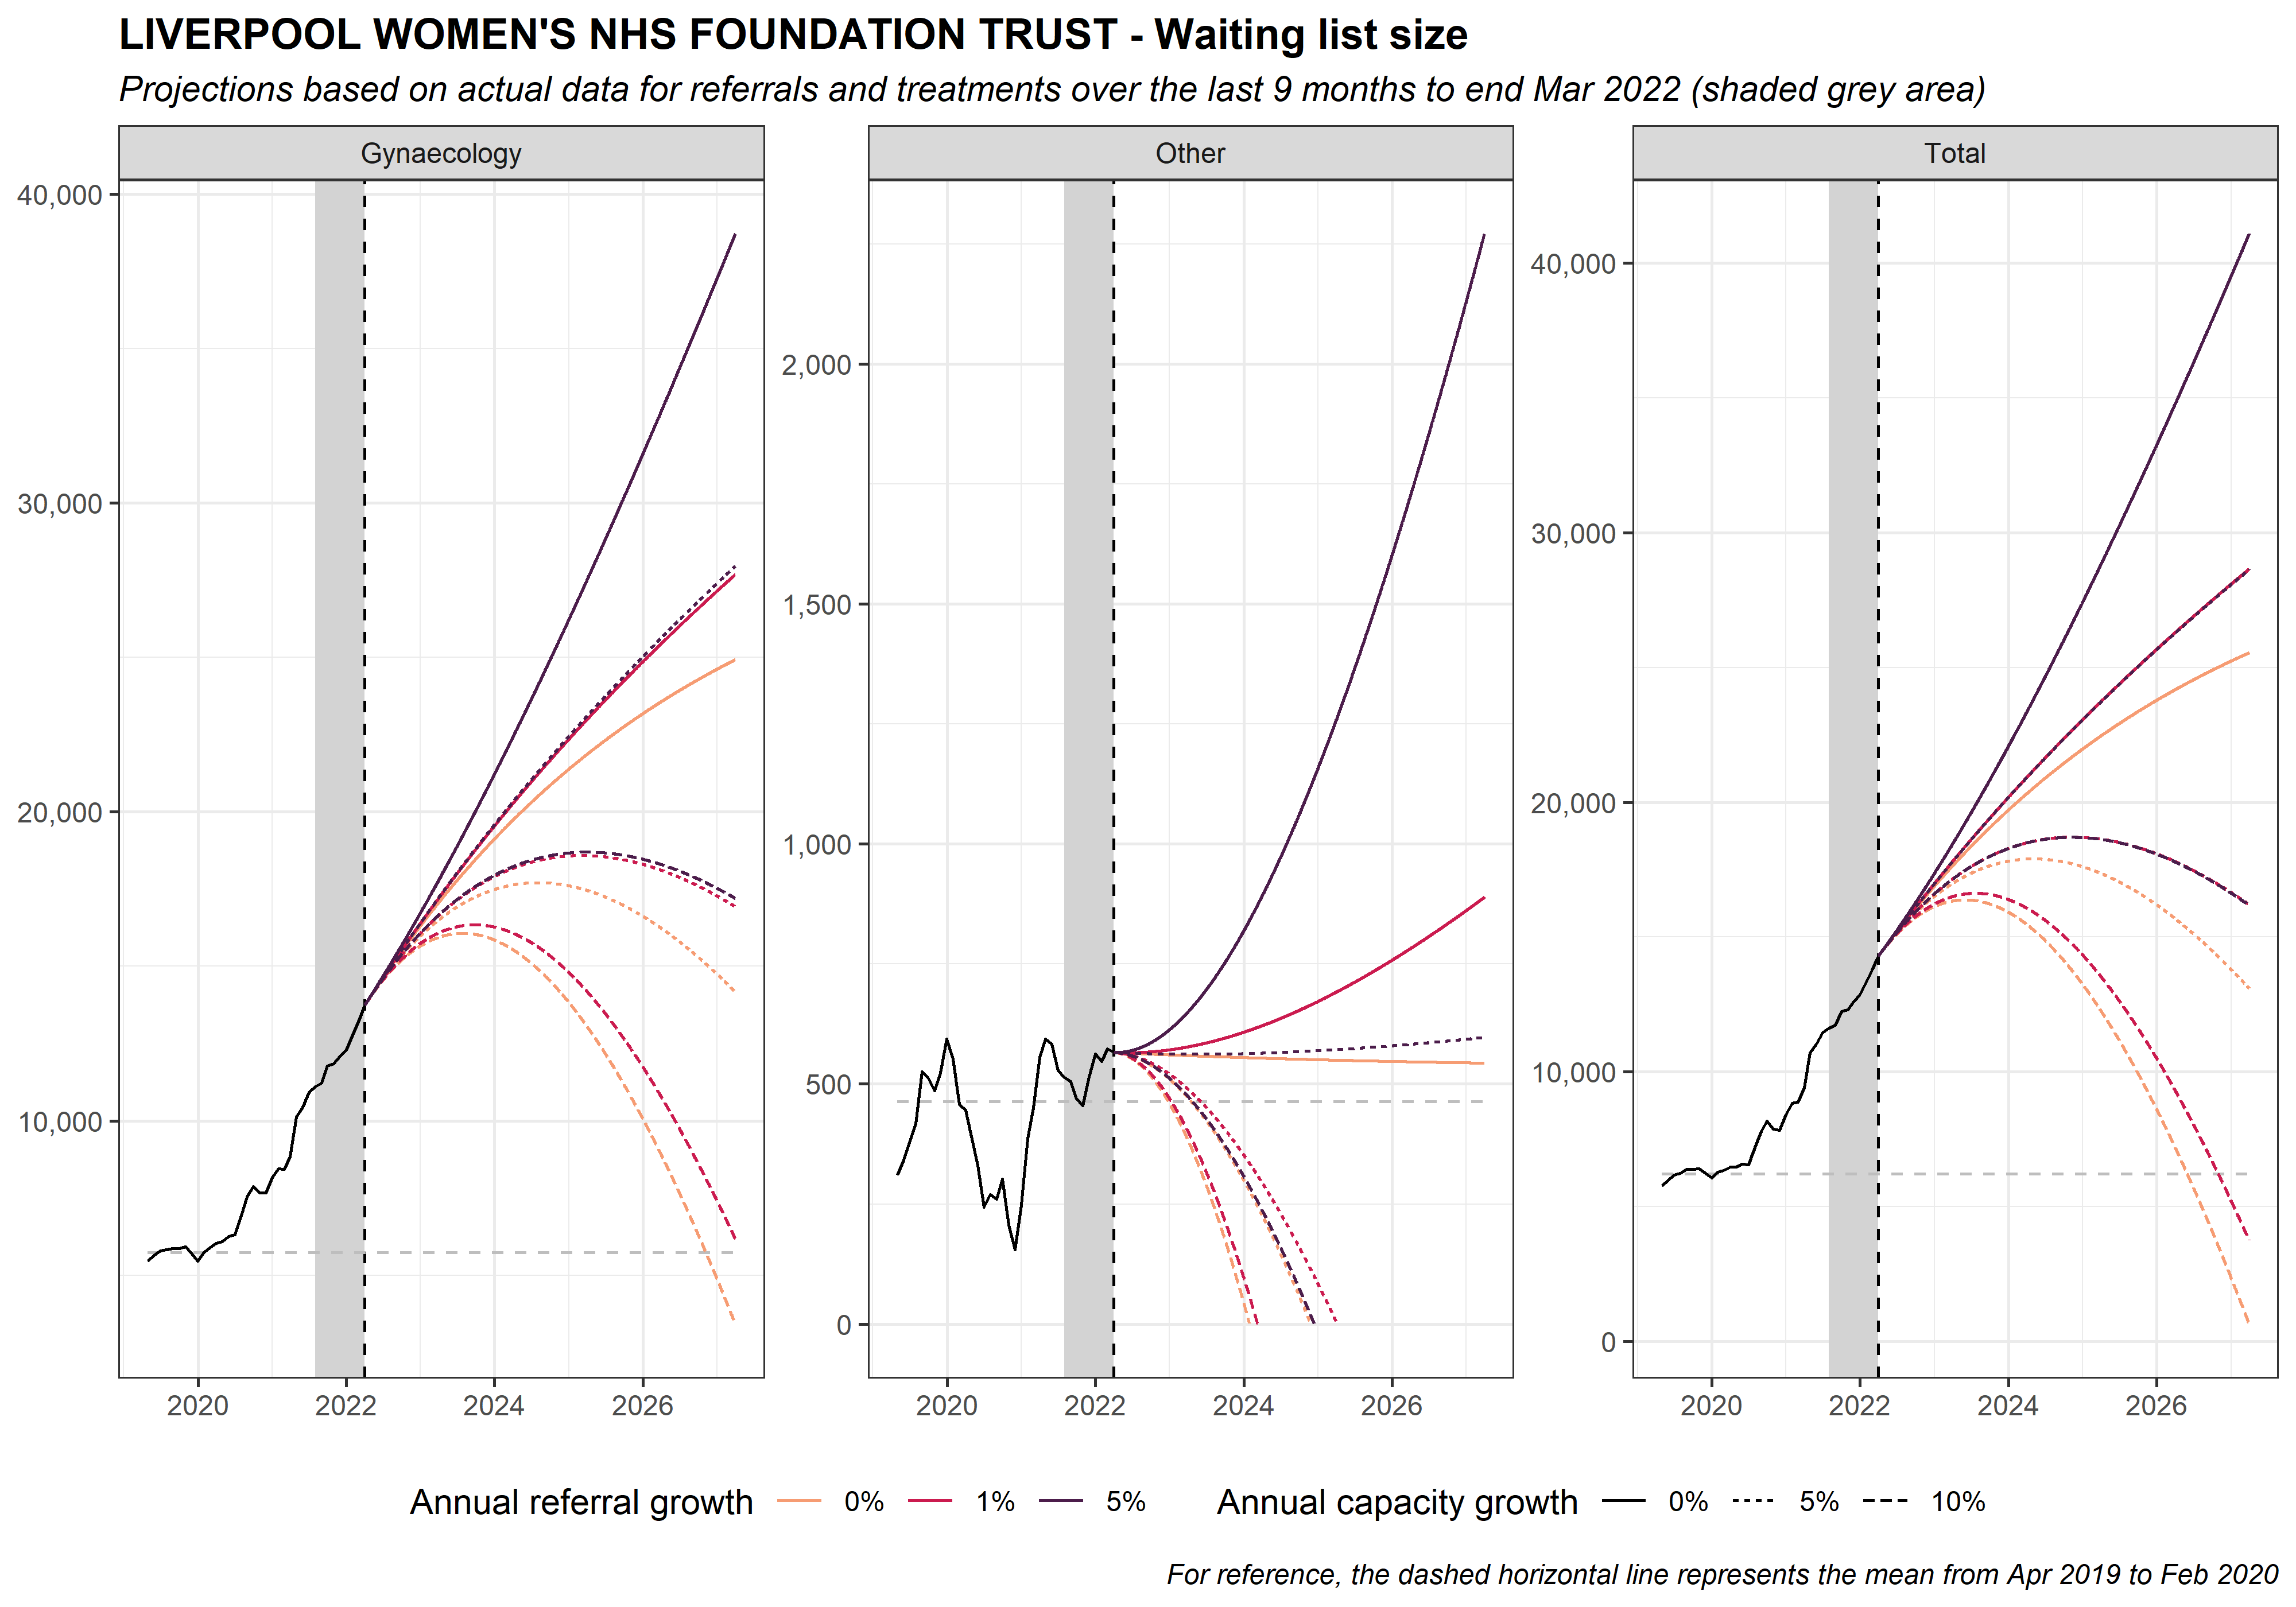 LIVERPOOL WOMEN'S NHS FOUNDATION TRUST - Waiting list size
Projections based on actual data for referrals and treatments over the last 9 months to end Mar 2022 (shaded grey area)
Gynaecology
40,000
30,000
20,000
10,000
2020 2022 2024 2026
Other
2,000
1,500
1,000
500
0
2020 2022 2024 2026
Total
40,000
30,000
20,000
10,000
0
2020 2022 2024 2026
Annual referral growth 0% 1% 5% Annual capacity growth 0% 5% 10%
For reference, the dashed horizontal line represents the mean from Apr 2019 to Feb 2020